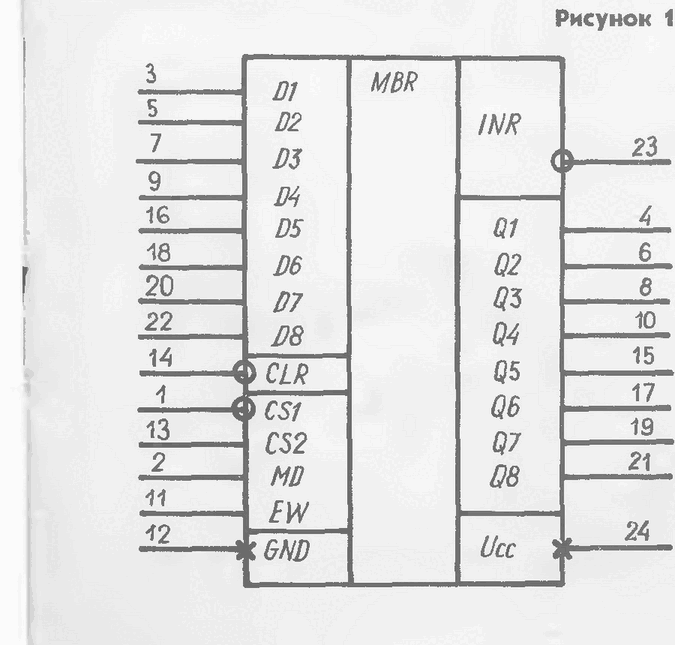 Рисунок 1
3 D1 MBR INR 23
5 D2
7 D3
9 D4
16 D5 Q1 4
18 D6 Q2 6
20 D7 Q3 8
22 D8 Q4 10
14 CLR Q5 15
1 CS1 Q6 17
13 CS2 Q7 19
2 MD Q8 21
11 EW
12 GND Ucc 24